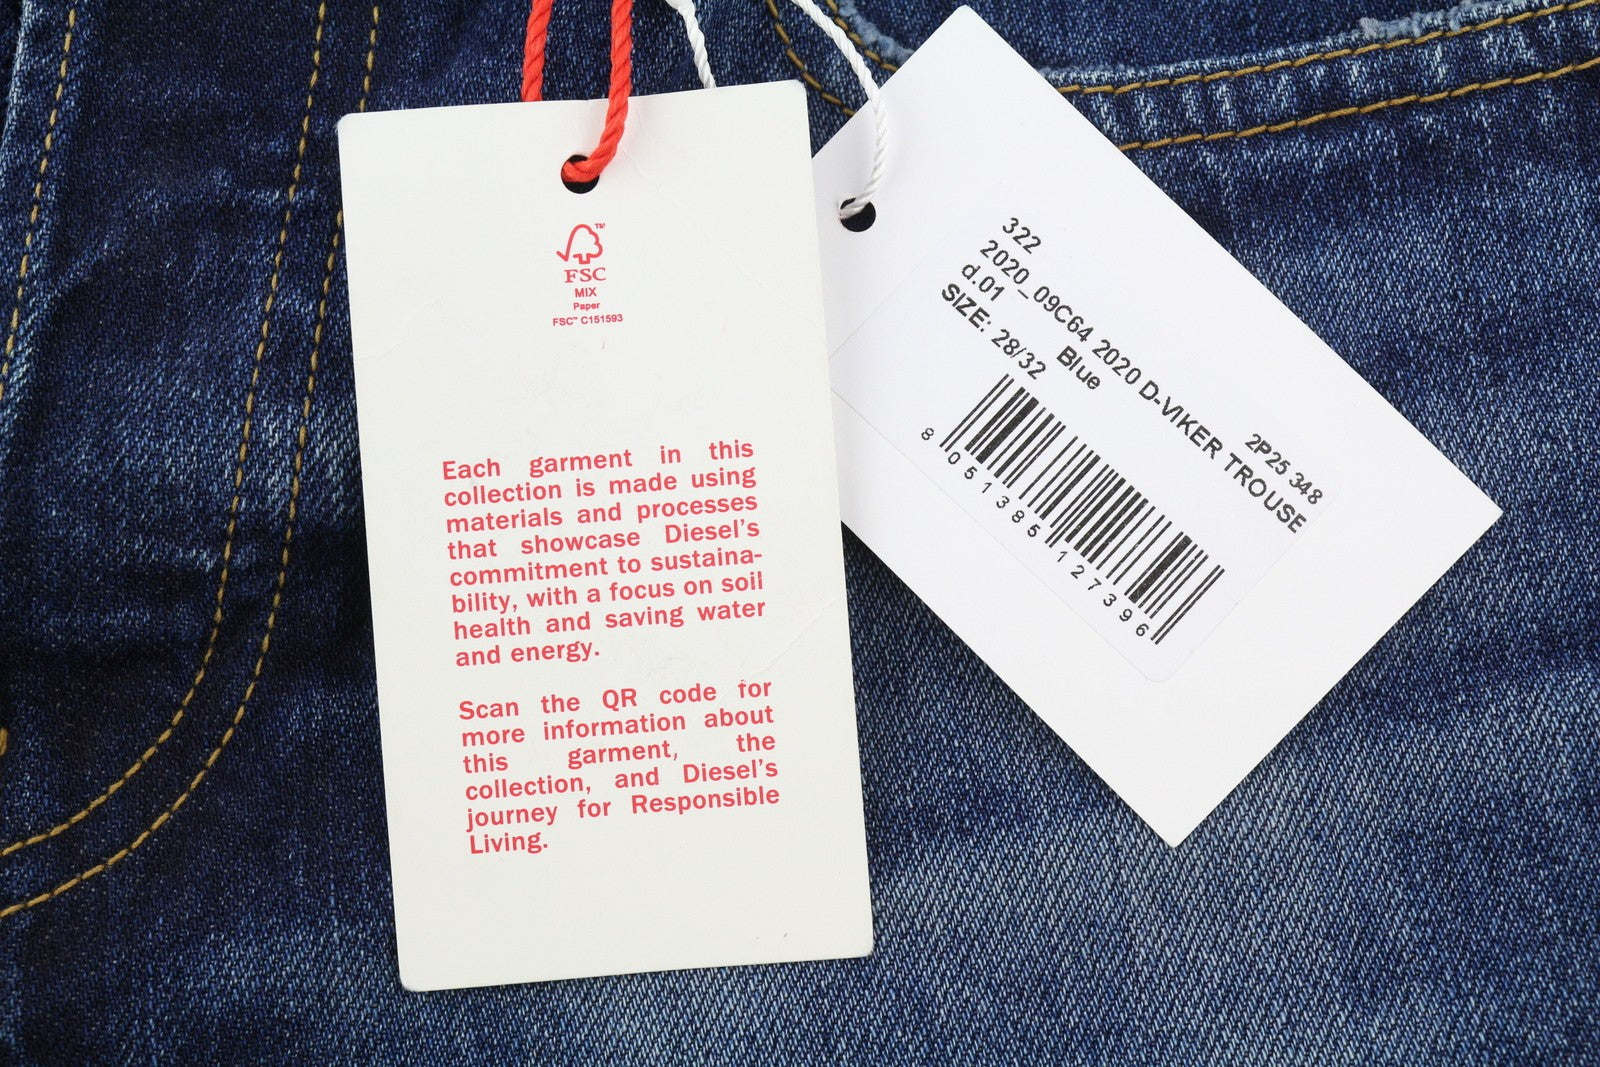 FSC
MIX
Paper
FSC™ C151593
Each garment in this
collection is made using
materials and processes
that showcase Diesel's
commitment to sustaina-
bility, with a focus on soil
health and saving water
and energy.
Scan the QR code for
more information about
this garment, the
collection, and Diesel's
journey for Responsible
Living.
322
2P25 348
2020_09C64 2020 D-VIKER TROUSE
d.01 Blue
SIZE: 28/32
8 051385 127396